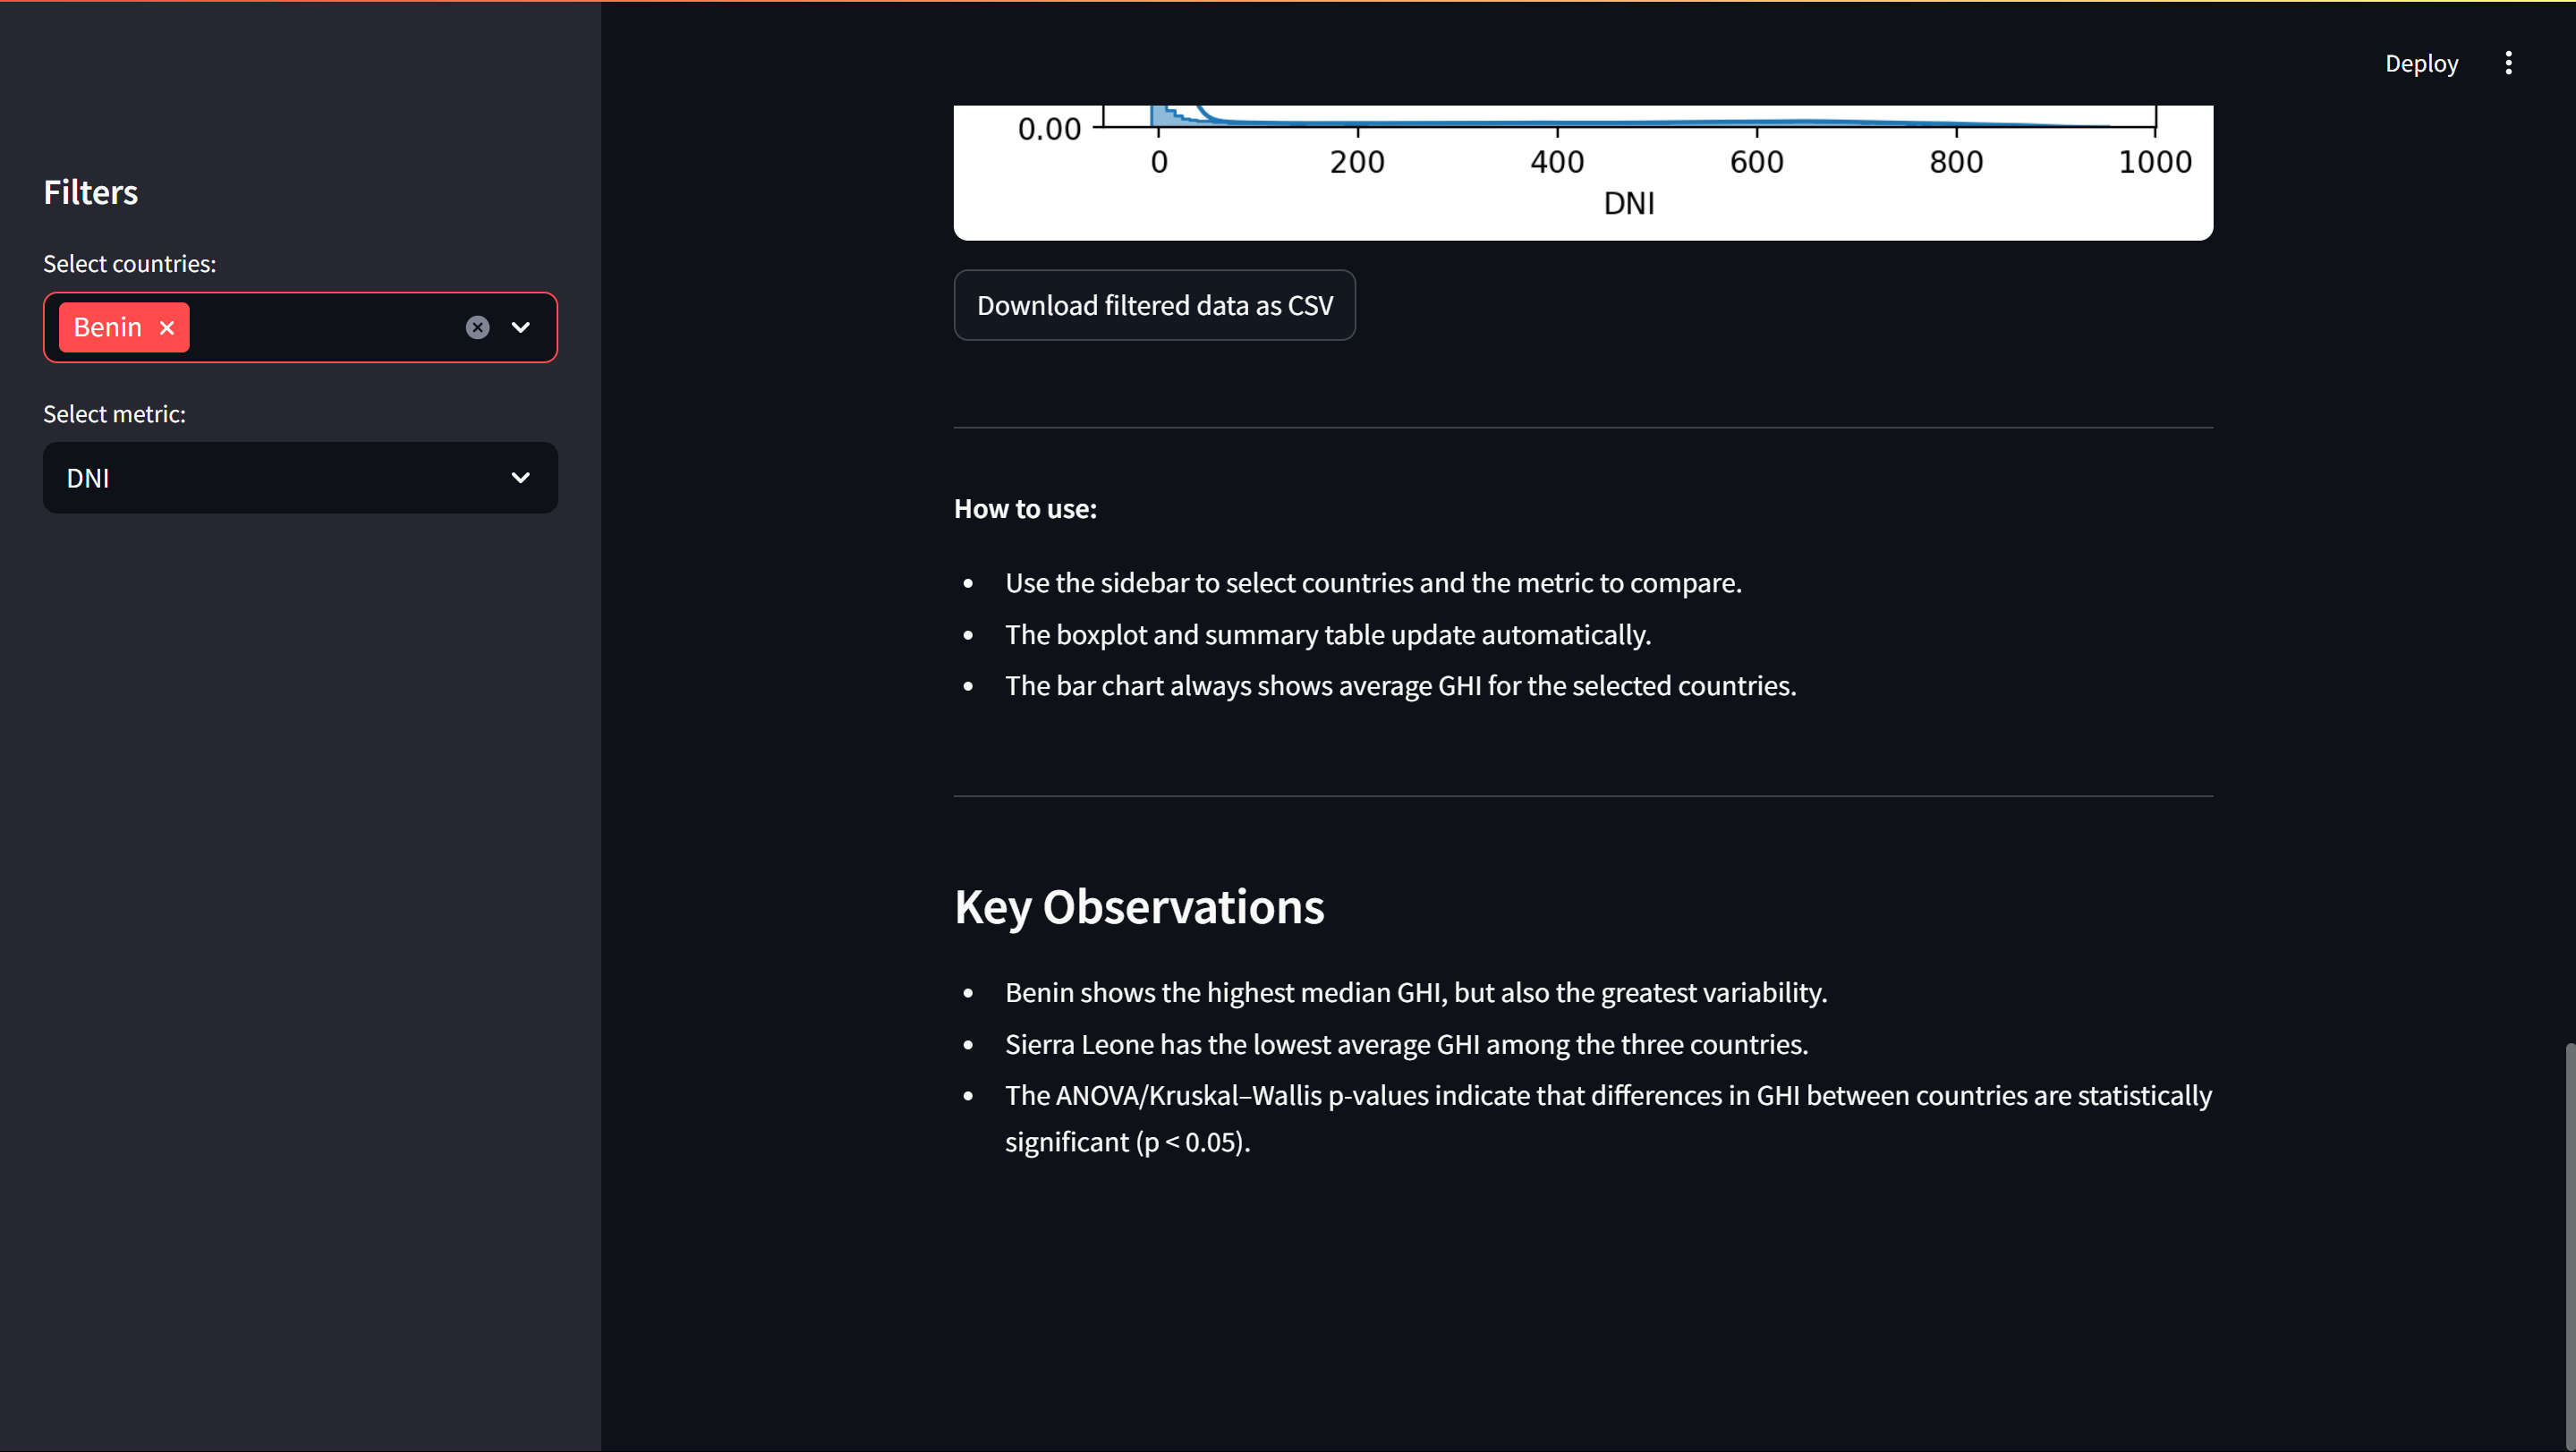 Deploy
Filters
Select countries:
Benin
Select metric:
DNI
0.00
0 200 400 600 800 1000
DNI
Download filtered data as CSV
How to use:
Use the sidebar to select countries and the metric to compare.
The boxplot and summary table update automatically.
The bar chart always shows average GHI for the selected countries.
Key Observations
Benin shows the highest median GHI, but also the greatest variability.
Sierra Leone has the lowest average GHI among the three countries.
The ANOVA/Kruskal–Wallis p-values indicate that differences in GHI between countries are statistically
significant (p < 0.05).